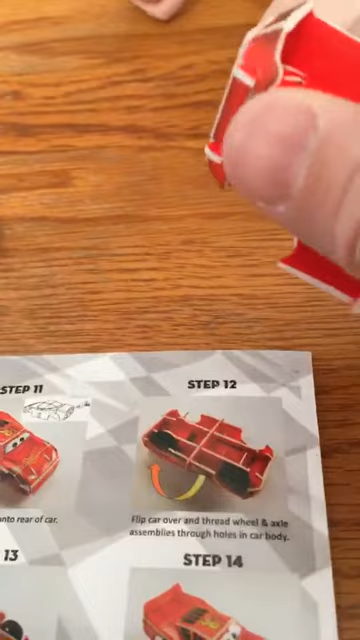 STEP 11
STEP 12
onto rear of car.
Flip car over and thread wheel & axle
assemblies through holes in car body.
13
STEP 14